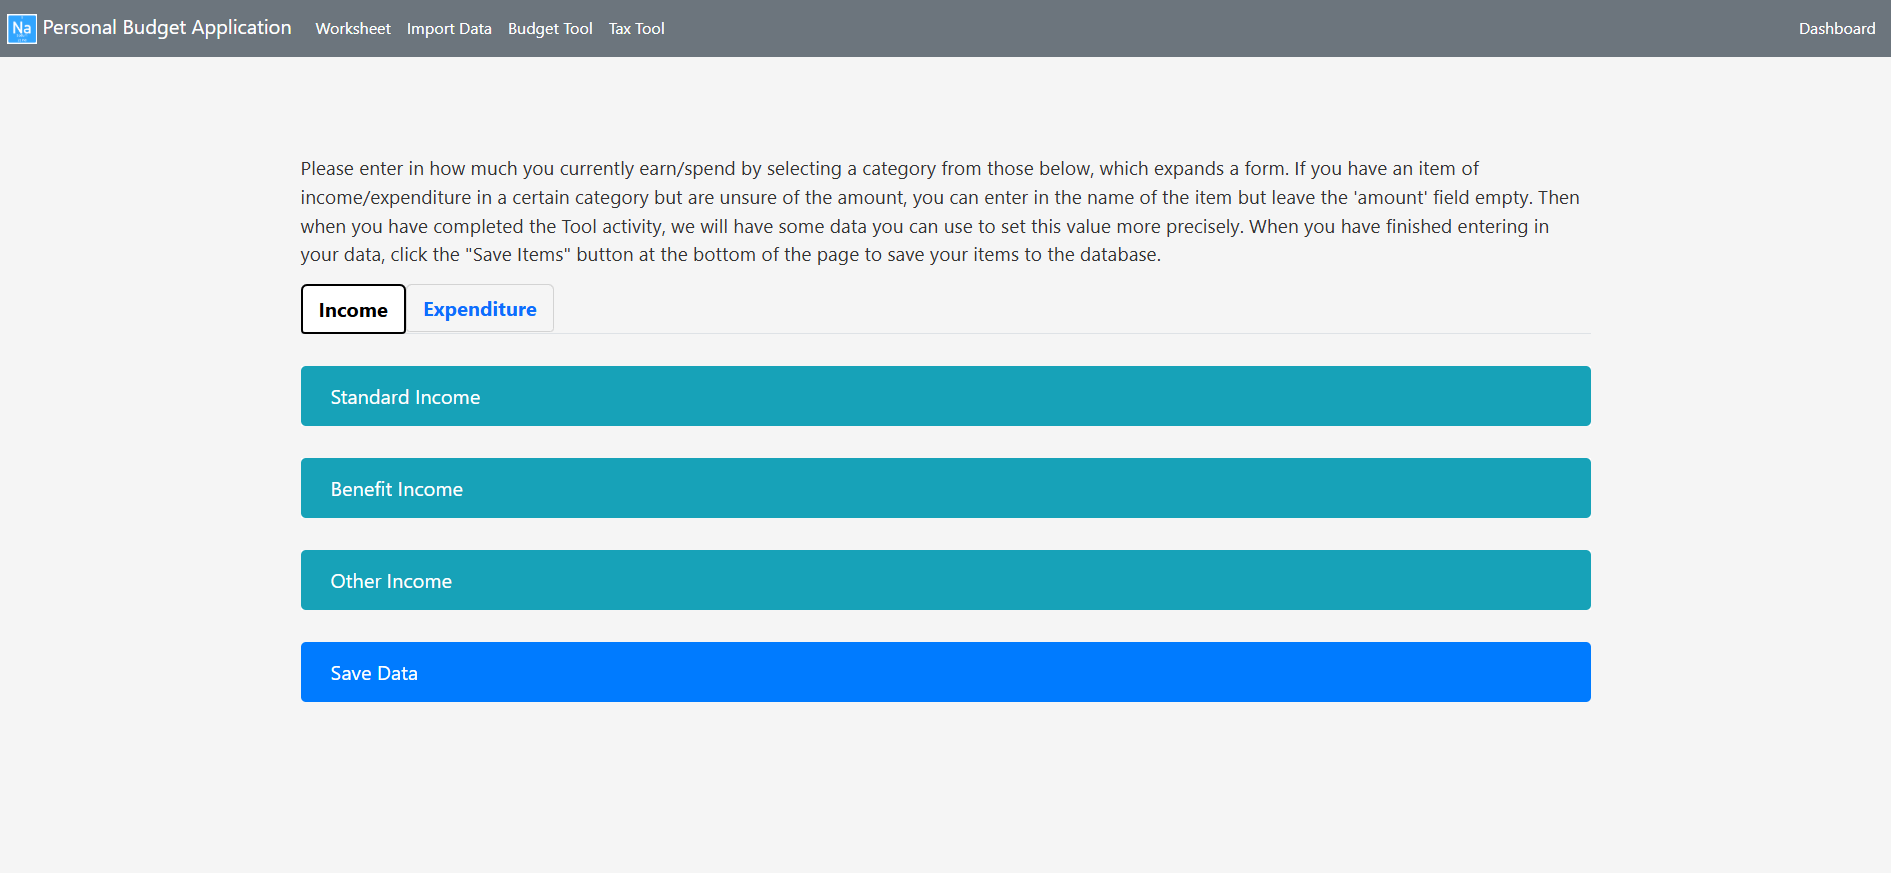 Na Personal Budget Application Worksheet Import Data Budget Tool Tax Tool Dashboard
Please enter in how much you currently earn/spend by selecting a category from those below, which expands a form. If you have an item of
income/expenditure in a certain category but are unsure of the amount, you can enter in the name of the item but leave the 'amount' field empty. Then
when you have completed the Tool activity, we will have some data you can use to set this value more precisely. When you have finished entering in
your data, click the "Save Items" button at the bottom of the page to save your items to the database.
Income Expenditure
Standard Income
Benefit Income
Other Income
Save Data